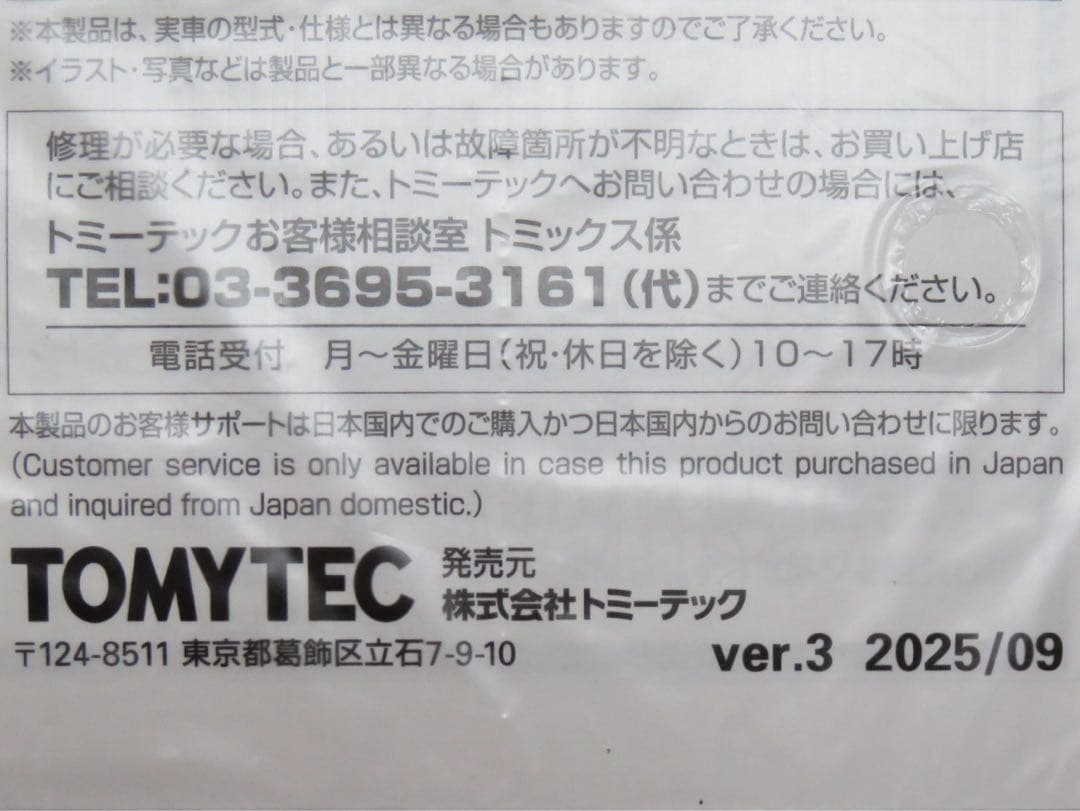 ※本製品は、実車の型式・仕様とは異なる場合もありますのでご了承ください。
※イラスト・写真などは製品と一部異なる場合があります。
修理が必要な場合、あるいは故障箇所が不明なときは、お買い上げ店
にご相談ください。また、トミーテックへお問い合わせの場合には、
トミーテックお客様相談室 トミックス係
TEL:03-3695-3161(代)までご連絡ください。
電話受付 月〜金曜日(祝・休日を除く)10〜17時
本製品のお客様サポートは日本国内でのご購入かつ日本国内からのお問い合わせに限ります。
(Customer service is only available in case this product purchased in Japan
and inquired from Japan domestic.)
TOMYTEC 発売元
株式会社トミーテック
〒124-8511 東京都葛飾区立石7-9-10
ver.3 2025/09